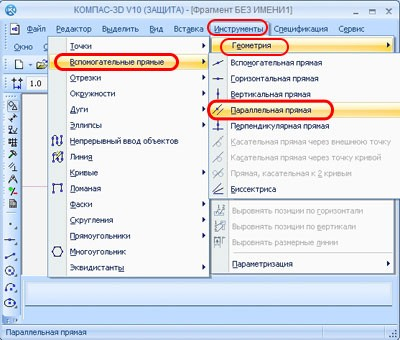 КОМПАС-3D V10 (ЗАЩИТА) - [Фрагмент БЕЗ ИМЕНИ1]
Файл Редактор Выделить Вид Вставка Инструменты Спецификация Сервис
Окно
1.0
Точки
Вспомогательные прямые
Отрезки
Окружности
Дуги
Эллипсы
Непрерывный ввод объектов
Линия
Кривые
Ломаная
Фаски
Скругления
Прямоугольники
Многоугольник
Эквидистанты
Геометрия
Вспомогательная прямая
Горизонтальная прямая
Вертикальная прямая
Параллельная прямая
Перпендикулярная прямая
Касательная прямая через внешнюю точку
Касательная прямая через точку кривой
Прямая, касательная к 2 кривым
Биссектриса
Выровнять позиции по горизонтали
Выровнять позиции по вертикали
Выровнять размерные линии
Параметризация
Параллельная прямая